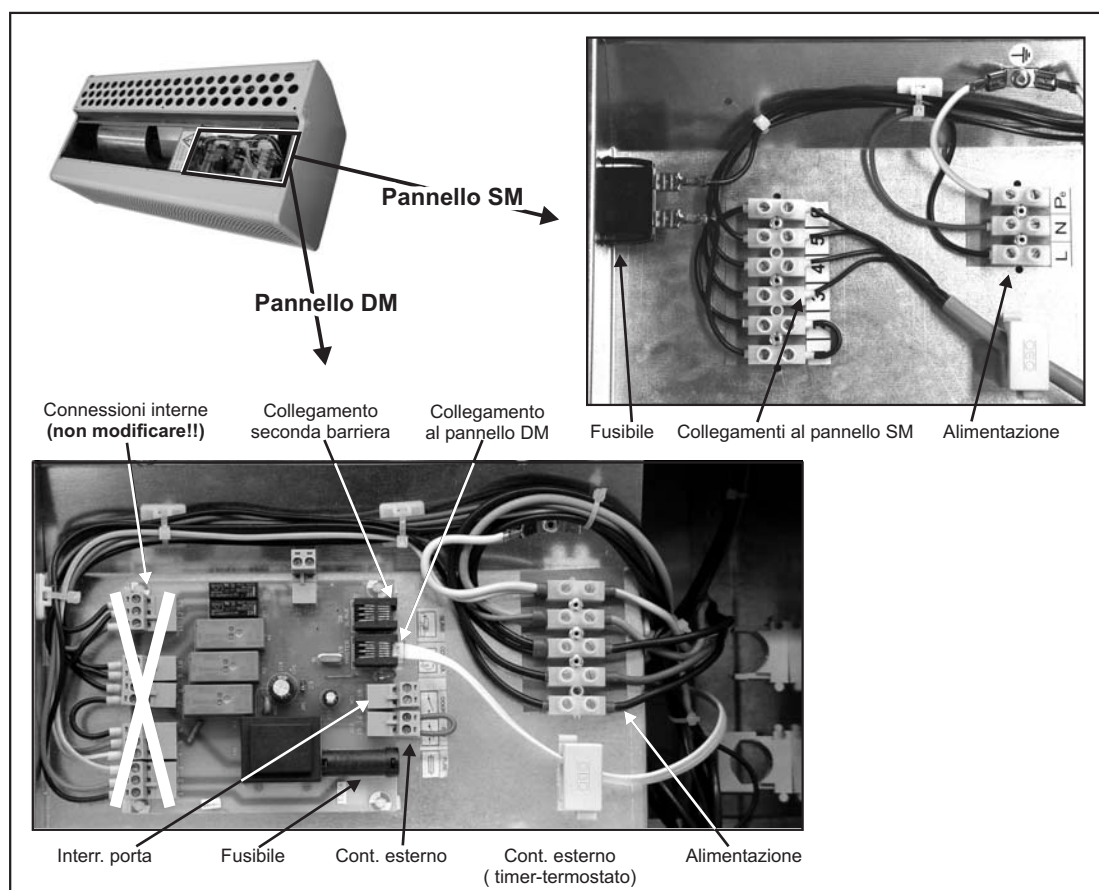 Pannello SM
Pannello DM
6
5
4
3
Pe
N
L
Fusibile
Collegamenti al pannello SM
Alimentazione
Connessioni interne
(non modificare!!)
Collegamento
seconda barriera
Collegamento
al pannello DM
Interr. porta
Fusibile
Cont. esterno
Cont. esterno
( timer-termostato)
Alimentazione